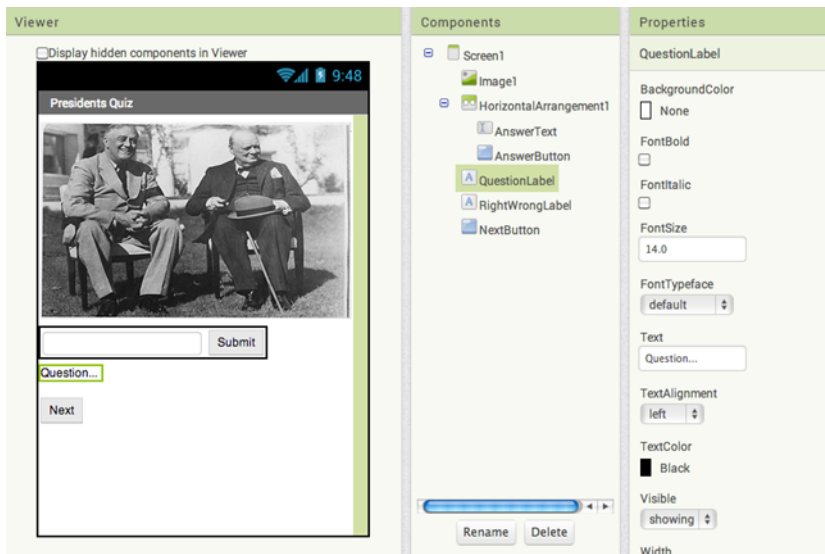 Viewer
Display hidden components in Viewer
9:48
Presidents Quiz
Submit
Question...
Next
Components
Screen1
Image1
HorizontalArrangement1
AnswerText
AnswerButton
QuestionLabel
RightWrongLabel
NextButton
Rename
Delete
Properties
QuestionLabel
BackgroundColor
None
FontBold
FontItalic
FontSize
14.0
FontTypeface
default
Text
Question...
TextAlignment
left
TextColor
Black
Visible
showing
Width